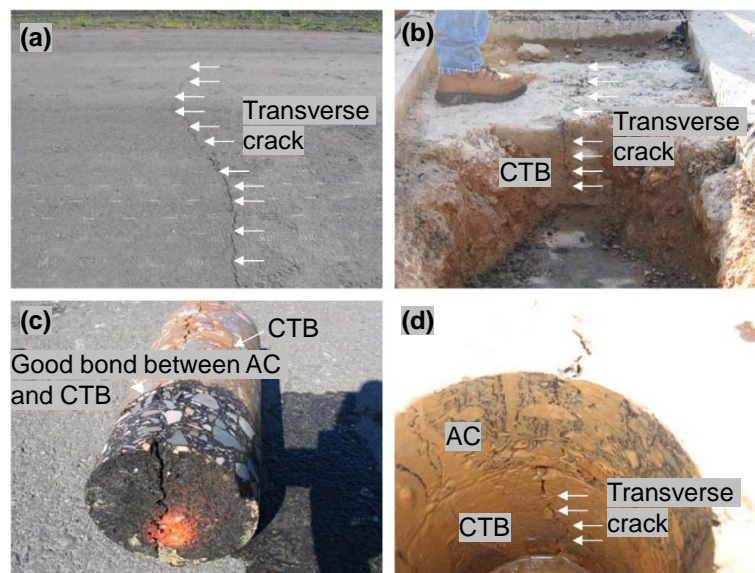 (a)
Transverse
crack
(b)
Transverse
crack
CTB
(c)
CTB
Good bond between AC
and CTB
(d)
AC
Transverse
crack
CTB